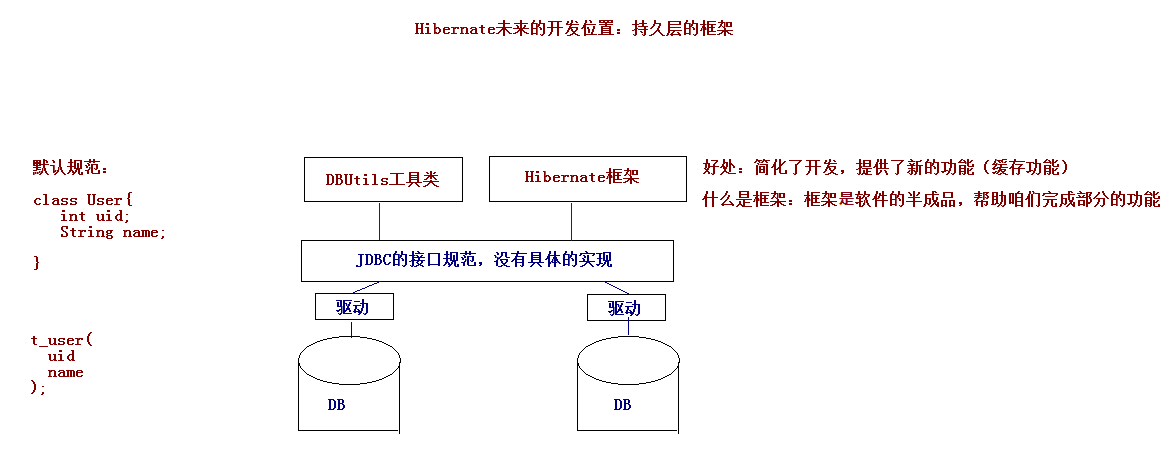 Hibernate未来的开发位置：持久层的框架
默认规范：
class User{
int uid;
String name;
}
t_user(
uid
name
);
DBUtils工具类
Hibernate框架
JDBC的接口规范，没有具体的实现
驱动
驱动
DB
DB
好处：简化了开发，提供了新的功能（缓存功能）
什么是框架：框架是软件的半成品，帮助咱们完成部分的功能